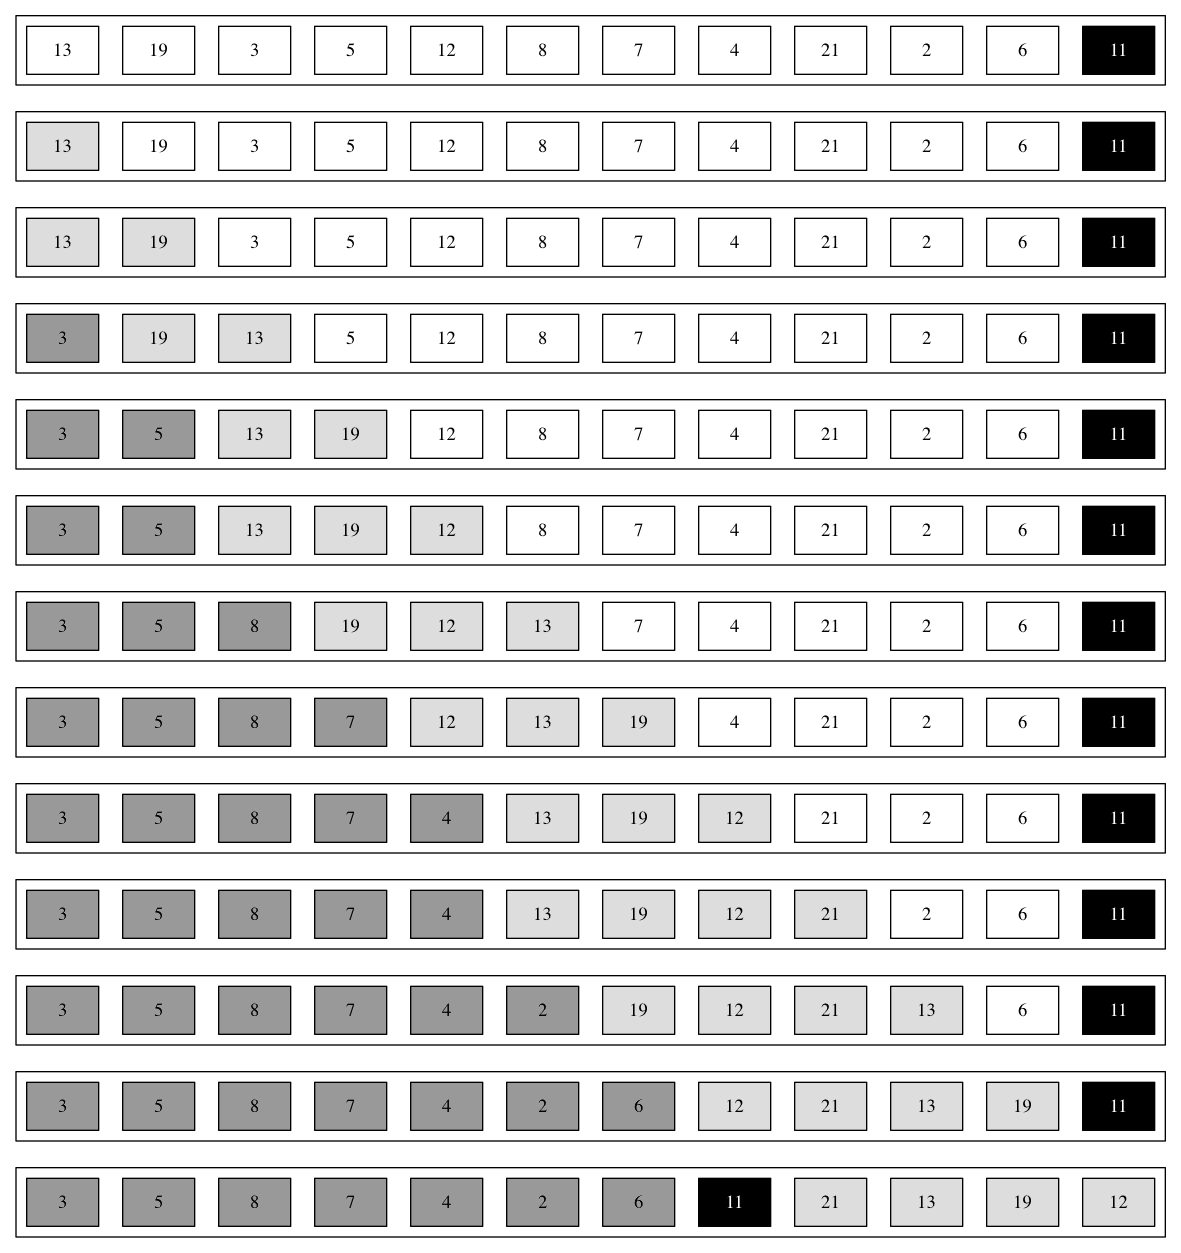 13 19 3 5 12 8 7 4 21 2 6 11
13 19 3 5 12 8 7 4 21 2 6 11
13 19 3 5 12 8 7 4 21 2 6 11
3 19 13 5 12 8 7 4 21 2 6 11
3 5 13 19 12 8 7 4 21 2 6 11
3 5 13 19 12 8 7 4 21 2 6 11
3 5 8 19 12 13 7 4 21 2 6 11
3 5 8 7 12 13 19 4 21 2 6 11
3 5 8 7 4 13 19 12 21 2 6 11
3 5 8 7 4 13 19 12 21 2 6 11
3 5 8 7 4 2 19 12 21 13 6 11
3 5 8 7 4 2 6 12 21 13 19 11
3 5 8 7 4 2 6 11 21 13 19 12